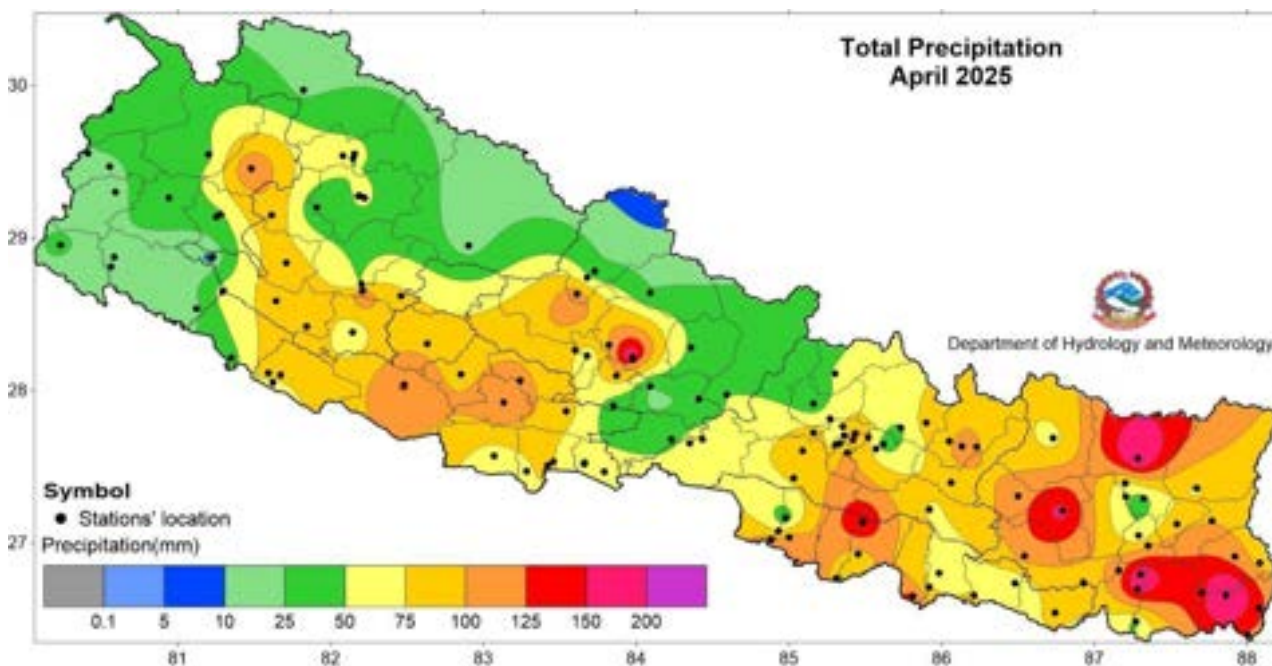 Total Precipitation
April 2025
30
29
28
27
Department of Hydrology and Meteorology
Symbol
Stations' location
Precipitation(mm)
0.1 5 10 25 50 75 100 125 150 200
81 82 83 84 85 86 87 88